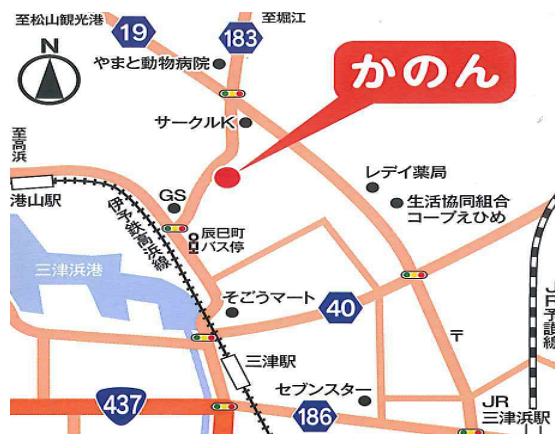 至松山観光港
至堀江
19
183
N
やまと動物病院
かのん
サークルK
至高浜
レデイ薬局
港山駅
GS
生活協同組合
コープえひめ
伊予鉄高浜線
辰巳町
バス停
三津浜港
そごうマート
40
JR予讃線
〒
三津駅
セブンスター
437
186
JR
三津浜駅